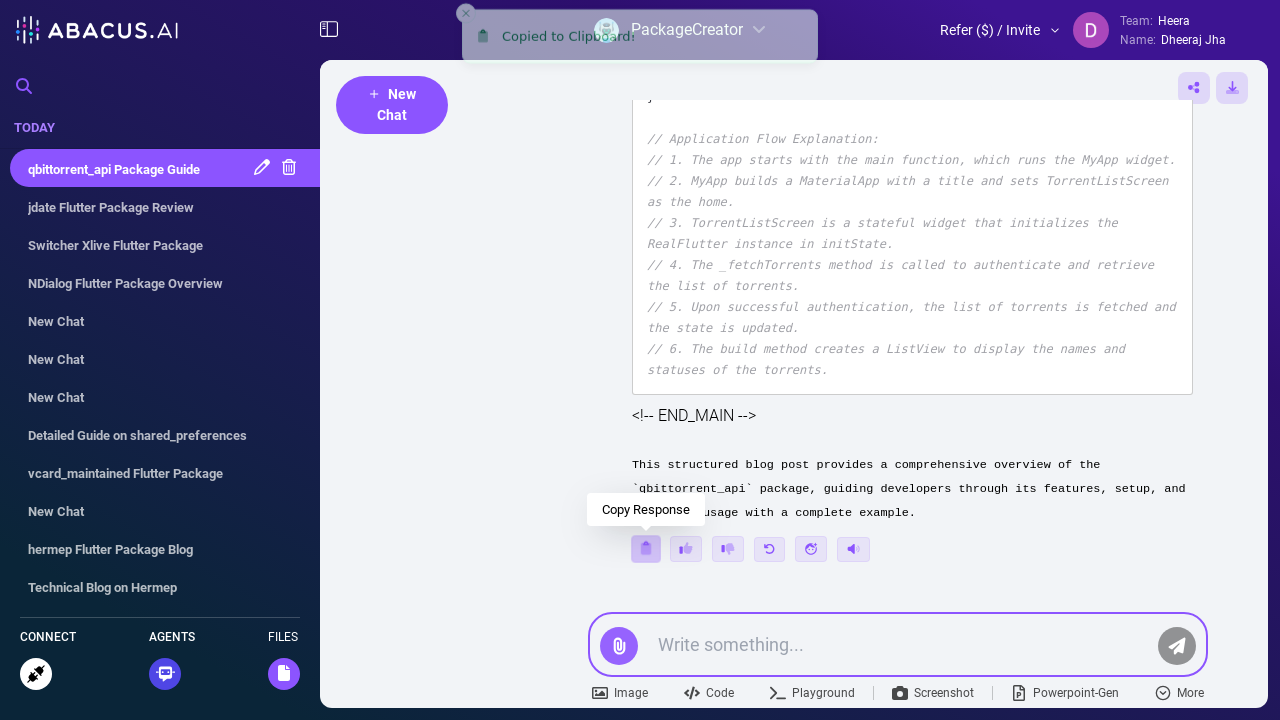 ABACUS.AI
Copied to Clipboard!
PackageCreator
Refer ($) / Invite
D
Team: Heera
Name: Dheeraj Jha
TODAY
qbittorrent_api Package Guide
jdate Flutter Package Review
Switcher Xlive Flutter Package
NDialog Flutter Package Overview
New Chat
New Chat
New Chat
Detailed Guide on shared_preferences
vcard_maintained Flutter Package
New Chat
hermep Flutter Package Blog
Technical Blog on Hermep
CONNECT
AGENTS
FILES
+ New
Chat
// Application Flow Explanation:
// 1. The app starts with the main function, which runs the MyApp widget.
// 2. MyApp builds a MaterialApp with a title and sets TorrentListScreen
as the home.
// 3. TorrentListScreen is a stateful widget that initializes the
RealFlutter instance in initState.
// 4. The _fetchTorrents method is called to authenticate and retrieve
the list of torrents.
// 5. Upon successful authentication, the list of torrents is fetched and
the state is updated.
// 6. The build method creates a ListView to display the names and
statuses of the torrents.
<!-- END_MAIN -->
This structured blog post provides a comprehensive overview of the
`qbittorrent_api` package, guiding developers through its features, setup, and
usage with a complete example.
Copy Response
Write something...
Image
Code
Playground
Screenshot
Powerpoint-Gen
More